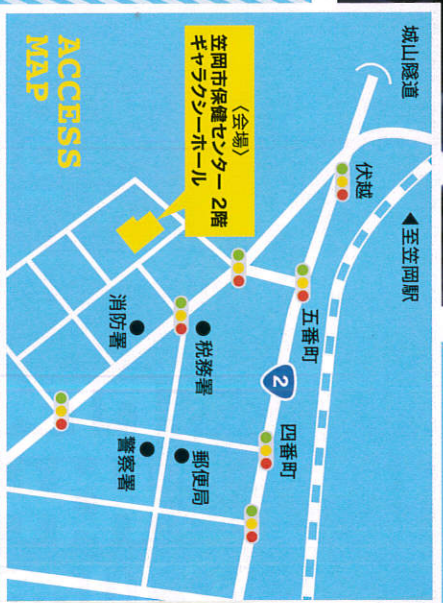 城山隧道
伏越
▲至笠岡駅
〈会場〉
笠岡市保健センター 2階
ギャラクシーホール
五番町
2
四番町
税務署
消防署
郵便局
警察署
ACCESS
MAP